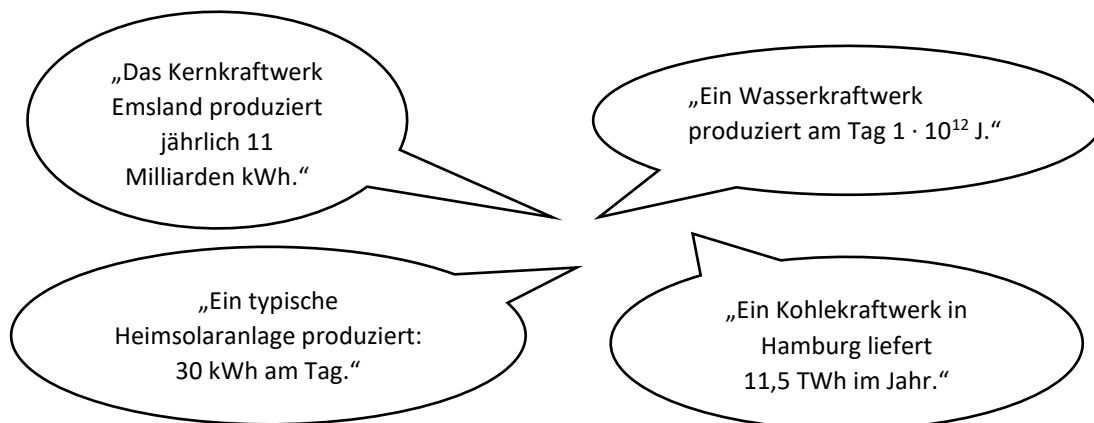 „Das Kernkraftwerk
Emsland produziert
jährlich 11
Milliarden kWh.“
„Ein Wasserkraftwerk
produziert am Tag 1 · 10¹² J.“
„Ein typische
Heimsolaranlage produziert:
30 kWh am Tag.“
„Ein Kohlekraftwerk in
Hamburg liefert
11,5 TWh im Jahr.“